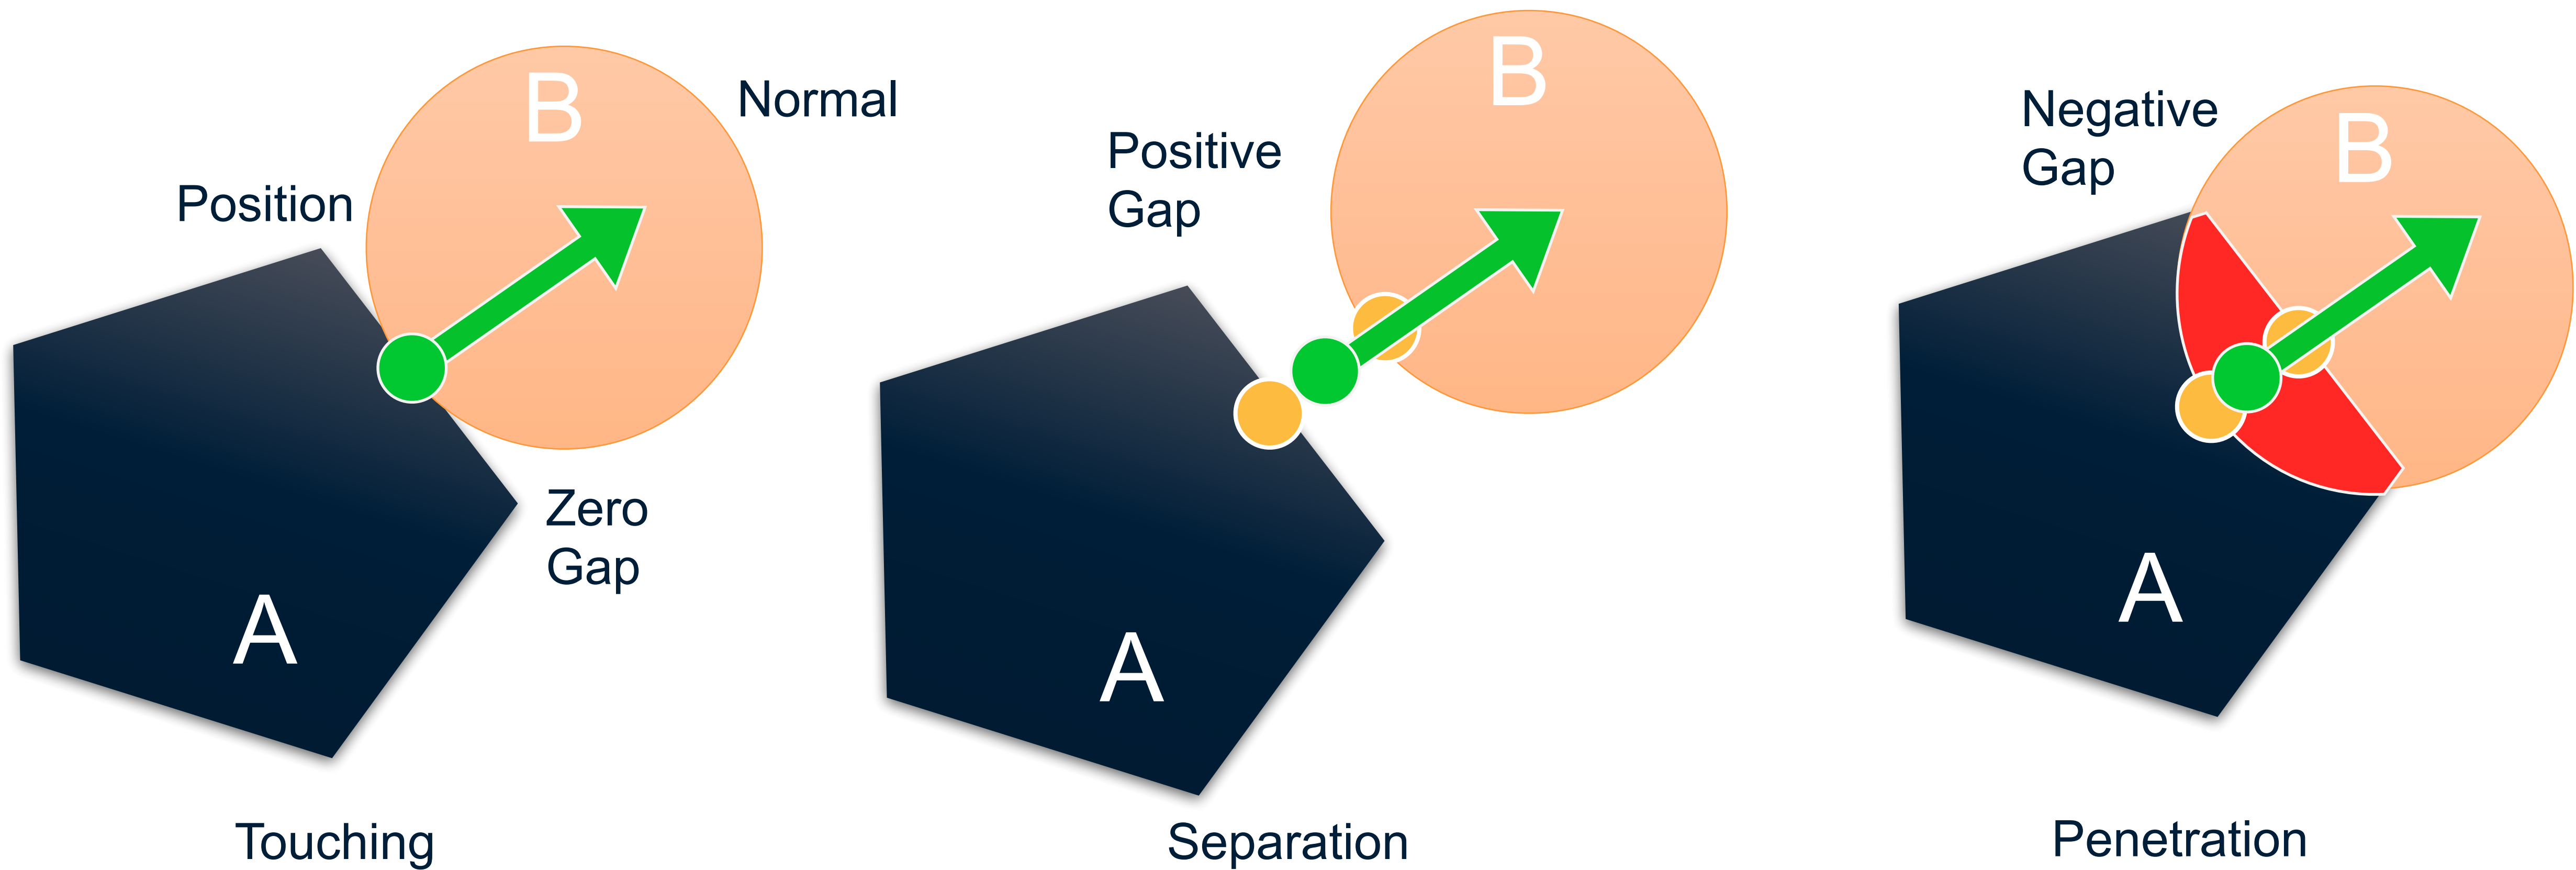 B
Normal
Position
Zero
Gap
A
Touching
B
Positive
Gap
A
Separation
Negative
Gap
B
A
Penetration